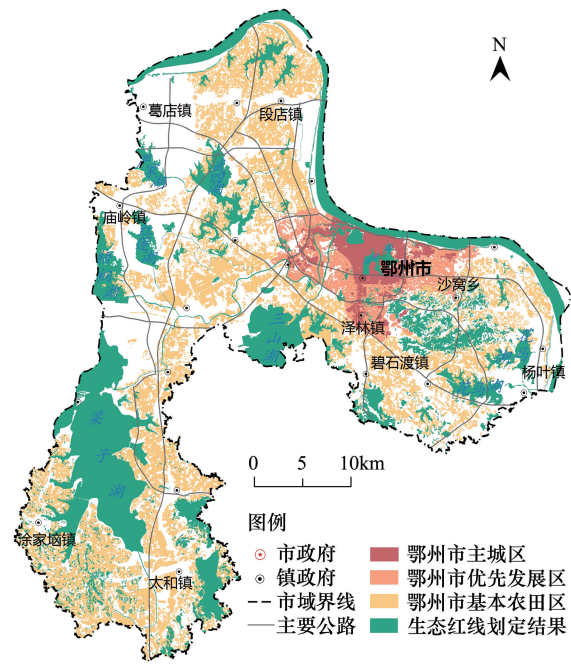 N
葛店镇
段店镇
庙岭镇
鄂州市
沙窝乡
泽林镇
三山湖
碧石渡镇
杨叶镇
梁子湖
涂家垴镇
太和镇
0 5 10km
图例
市政府
镇政府
市域界线
主要公路
鄂州市主城区
鄂州市优先发展区
鄂州市基本农田区
生态红线划定结果